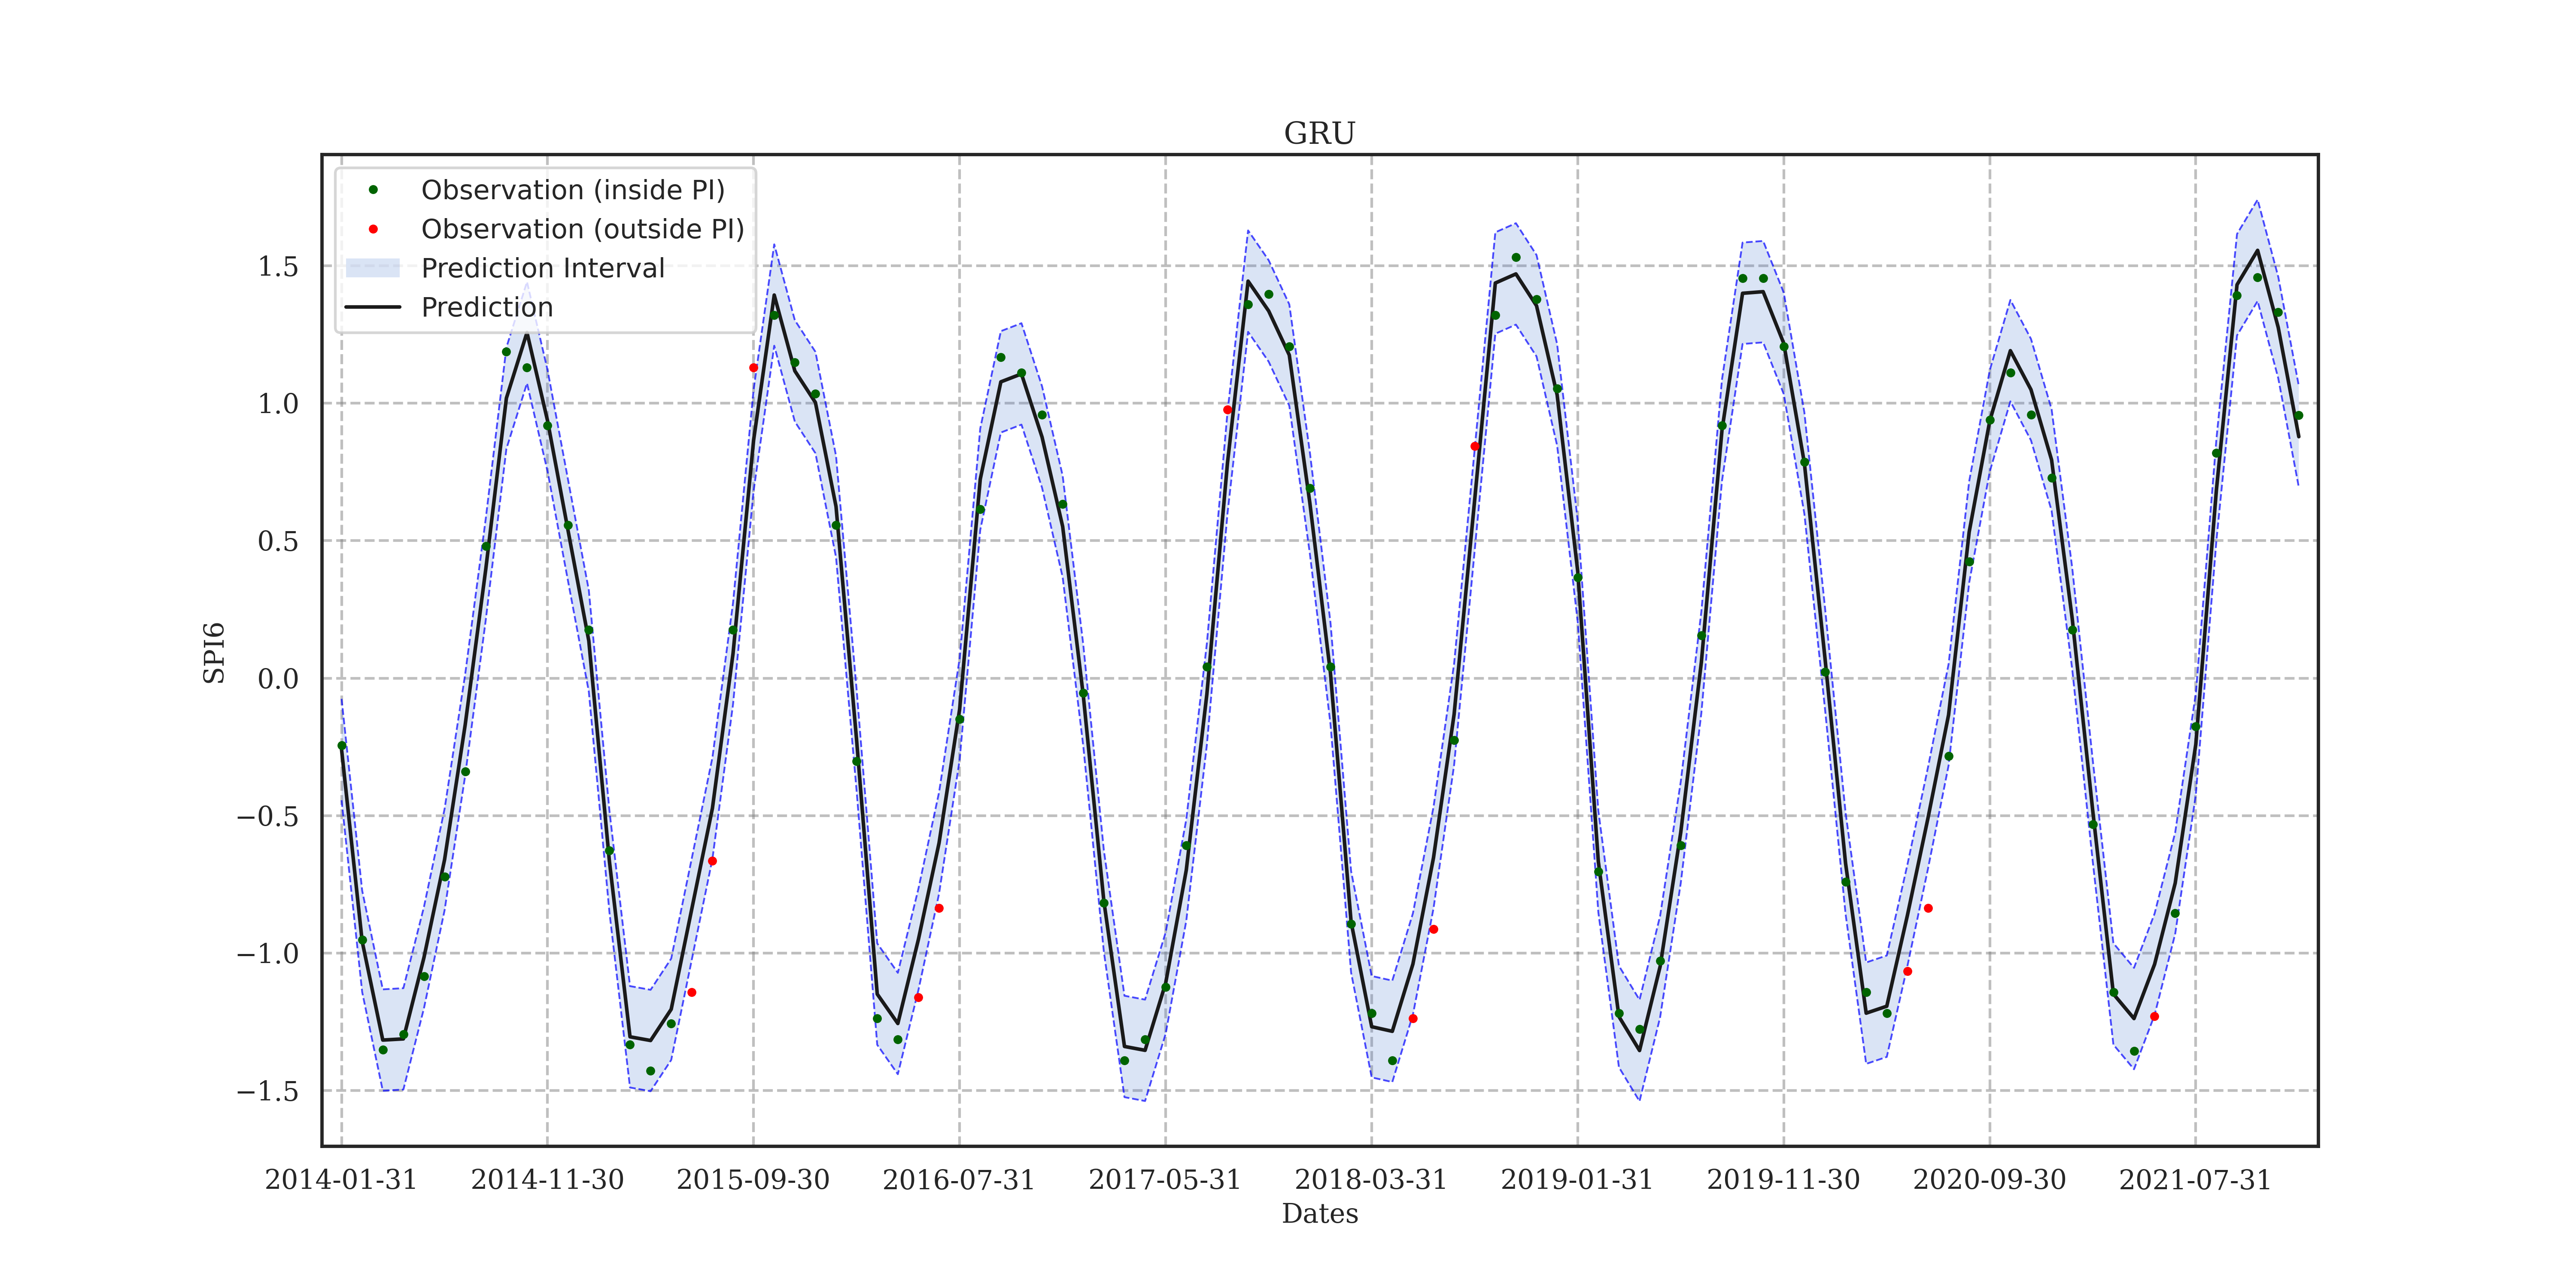 GRU
Observation (inside PI)
Observation (outside PI)
Prediction Interval
Prediction
1.5
1.0
0.5
0.0
−0.5
−1.0
−1.5
SPI6
2014-01-31 2014-11-30 2015-09-30 2016-07-31 2017-05-31 2018-03-31 2019-01-31 2019-11-30 2020-09-30 2021-07-31
Dates